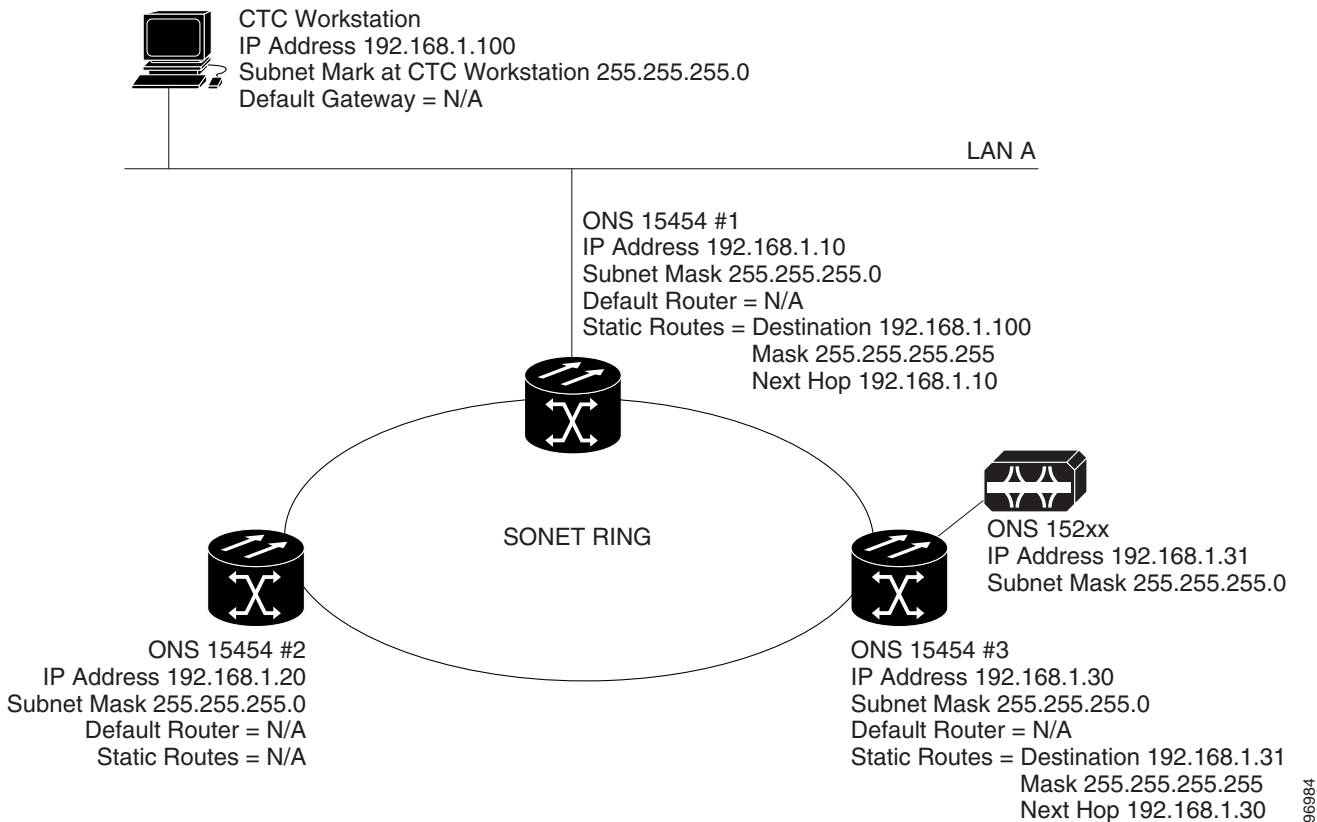 CTC Workstation
IP Address 192.168.1.100
Subnet Mark at CTC Workstation 255.255.255.0
Default Gateway = N/A
LAN A
ONS 15454 #1
IP Address 192.168.1.10
Subnet Mask 255.255.255.0
Default Router = N/A
Static Routes = Destination 192.168.1.100
Mask 255.255.255.255
Next Hop 192.168.1.10
SONET RING
ONS 152xx
IP Address 192.168.1.31
Subnet Mask 255.255.255.0
ONS 15454 #2
IP Address 192.168.1.20
Subnet Mask 255.255.255.0
Default Router = N/A
Static Routes = N/A
ONS 15454 #3
IP Address 192.168.1.30
Subnet Mask 255.255.255.0
Default Router = N/A
Static Routes = Destination 192.168.1.31
Mask 255.255.255.255
Next Hop 192.168.1.30
96984